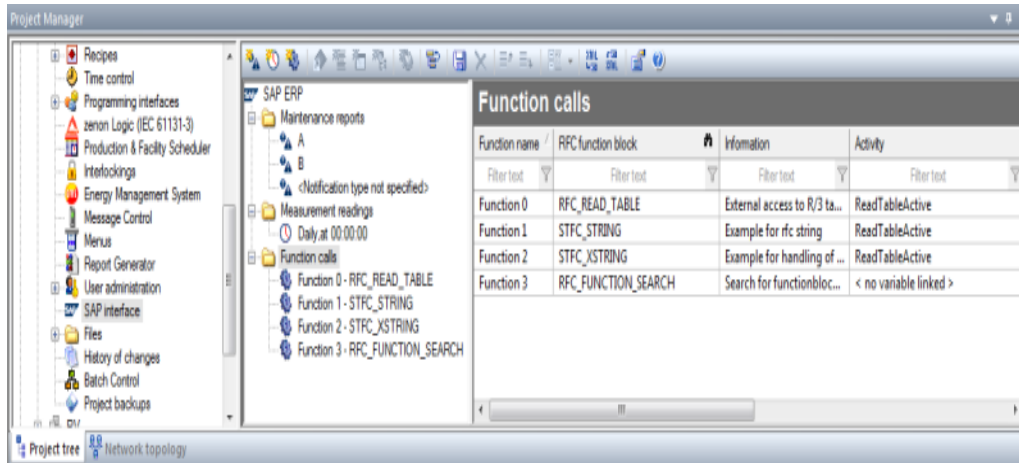 Project Manager
Recipes
Time control
Programming interfaces
zenon Logic (IEC 61131-3)
Production & Facility Scheduler
Interlockings
Energy Management System
Message Control
Menus
Report Generator
User administration
SAP interface
Files
History of changes
Batch Control
Project backups
Project tree
Network topology
SAP ERP
Maintenance reports
A
B
<Notification type not specified>
Measurement readings
Daily, at 00:00:00
Function calls
Function 0 - RFC_READ_TABLE
Function 1 - STFC_STRING
Function 2 - STFC_XSTRING
Function 3 - RFC_FUNCTION_SEARCH
Function calls
Function name RFC function block Information Activity
Filter text Filter text Filter text Filter text
Function 0 RFC_READ_TABLE External access to R/3 ta... ReadTableActive
Function 1 STFC_STRING Example for rfc string ReadTableActive
Function 2 STFC_XSTRING Example for handling of ... ReadTableActive
Function 3 RFC_FUNCTION_SEARCH Search for functionbloc... < no variable linked >